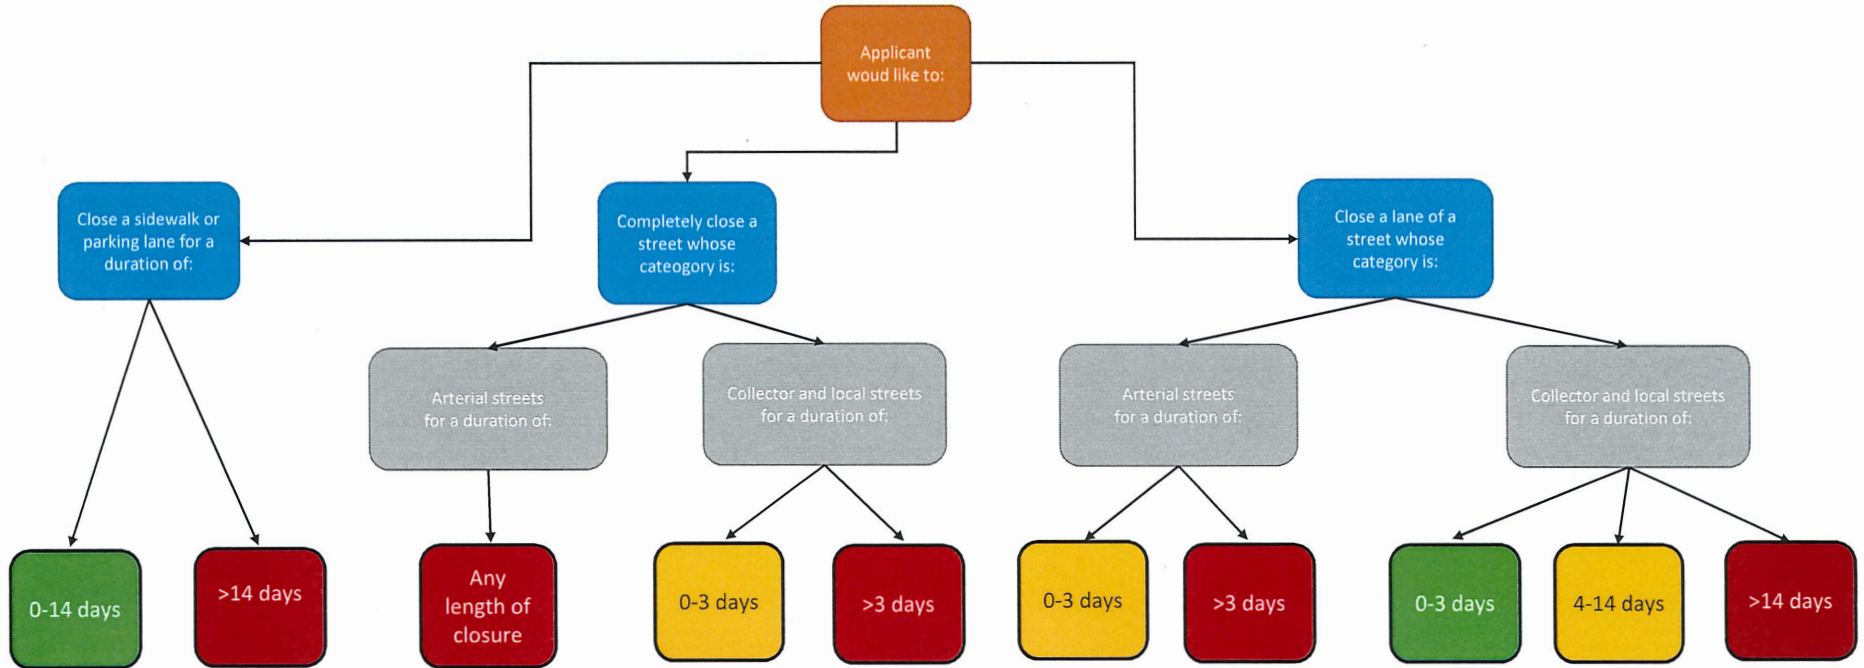 Applicant
woud like to:
Close a sidewalk or
parking lane for a
duration of:
Completely close a
street whose
cateogory is:
Close a lane of a
street whose
category is:
Arterial streets
for a duration of:
Collector and local streets
for a duration of:
Arterial streets
for a duration of:
Collector and local streets
for a duration of:
0-14 days
>14 days
Any
length of
closure
0-3 days
>3 days
0-3 days
>3 days
0-3 days
4-14 days
>14 days